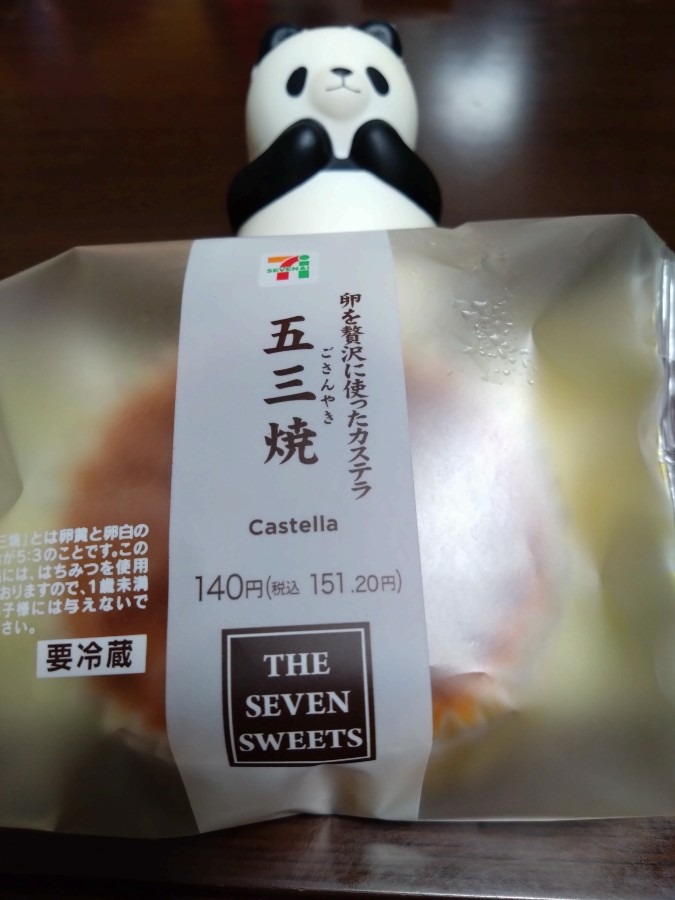 7i
SEVEN&i
卵を贅沢に使ったカステラ
五三焼
ごさんやき
Castella
140円(税込 151.20円)
THE
SEVEN
SWEETS
三焼」とは卵黄と卵白の
が5:3のことです。この
には、はちみつを使用
おりますので、1歳未満
子様には与えないで
さい。
要冷蔵